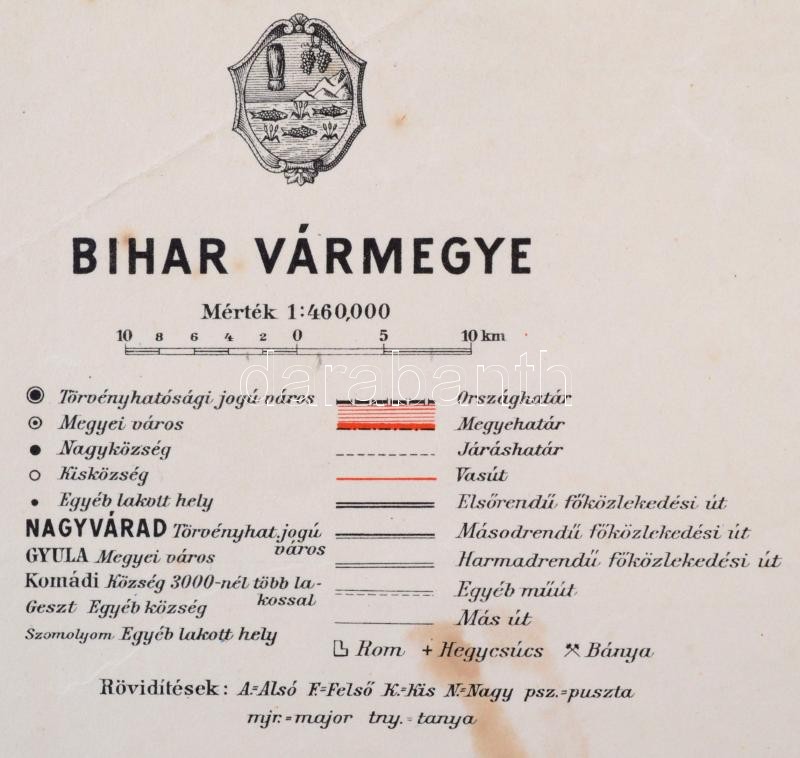 BIHAR VÁRMEGYE
Mérték 1:460,000
10 8 6 4 2 0 5 10 km
darabanth
Törvényhatósági jogú város
Országhatár
Megyei város
Megyehatár
Nagyközség
Járáshatár
Kisközség
Vasút
Egyéb lakott hely
Elsőrendű főközlekedési út
NAGYVÁRAD Törvényhat. jogú
város
Másodrendű főközlekedési út
GYULA Megyei város
Harmadrendű főközlekedési út
Komádi Község 3000-nél több la-
kossal
Egyéb műút
Geszt Egyéb község
Más út
Szomolyom Egyéb lakott hely
Rom + Hegycsúcs Bánya
Rövidítések: A.=Alsó F.=Felső K.=Kis N.=Nagy psz.=puszta
mjr.=major tny.=tanya